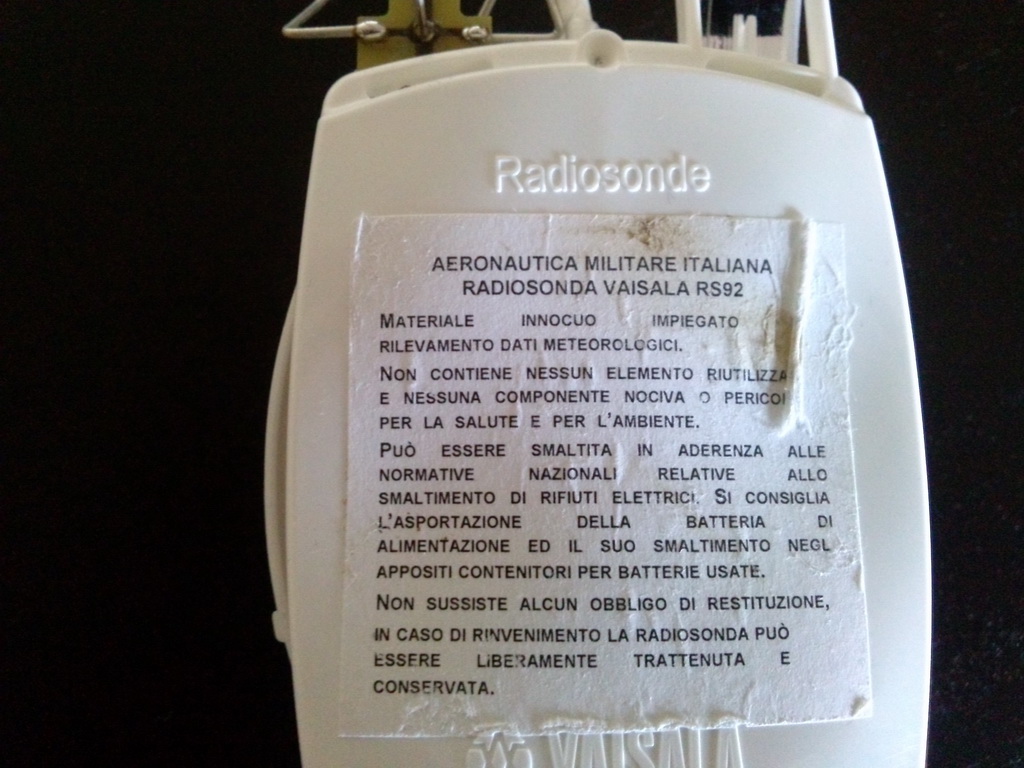 Radiosonde
AERONAUTICA MILITARE ITALIANA
RADIOSONDA VAISALA RS92
MATERIALE INNOCUO IMPIEGATO
RILEVAMENTO DATI METEOROLOGICI.
NON CONTIENE NESSUN ELEMENTO
E NESSUNA COMPONENTE NOCIVA O
PER LA SALUTE E PER L'AMBIENTE.
PUÒ ESSERE SMALTITA IN ADERENZA ALLE
NORMATIVE NAZIONALI RELATIVE ALLO
SMALTIMENTO DI RIFIUTI ELETTRICI. SI CONSIGLIA
L'ASPORTAZIONE DELLA BATTERIA DI
ALIMENTAZIONE ED IL SUO SMALTIMENTO
APPOSITI CONTENITORI PER BATTERIE USATE.
NON SUSSISTE ALCUN OBBLIGO DI RESTITUZIONE,
IN CASO DI RINVENIMENTO LA RADIOSONDA PUÒ
ESSERE LIBERAMENTE TRATTENUTA E
CONSERVATA.
VAISALA